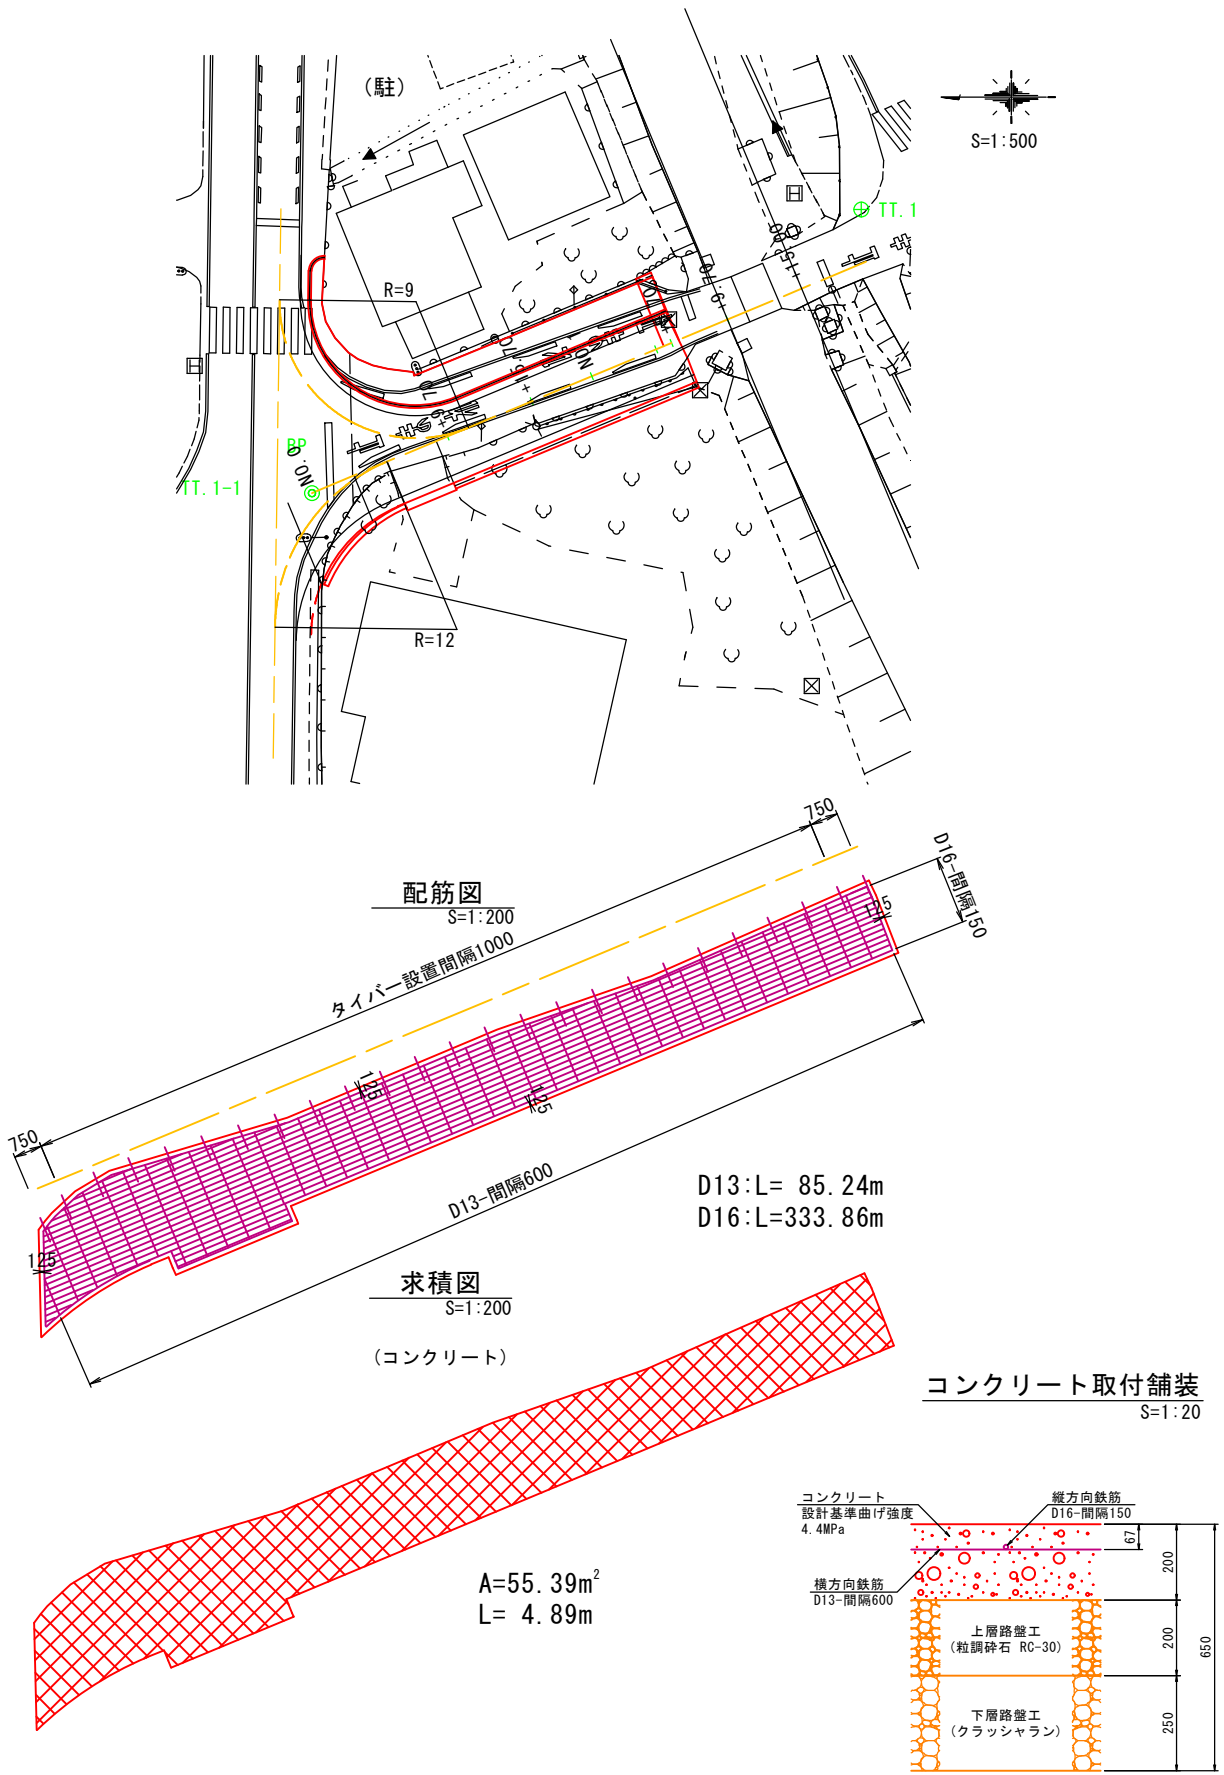 (駐)
S=1:500
TT.1
R=9
BP
NO.0
TT.1-1
R=12
配筋図
S=1:200
タイバー設置間隔1000
750
750
D16-間隔150
125
125
125
125
D13-間隔600
D13:L= 85.24m
D16:L=333.86m
求積図
S=1:200
(コンクリート)
A=55.39m²
L= 4.89m
コンクリート取付舗装
S=1:20
コンクリート
設計基準曲げ強度
4.4MPa
縦方向鉄筋
D16-間隔150
横方向鉄筋
D13-間隔600
67
200
上層路盤工
(粒調砕石 RC-30)
200
650
下層路盤工
(クラッシャラン)
250